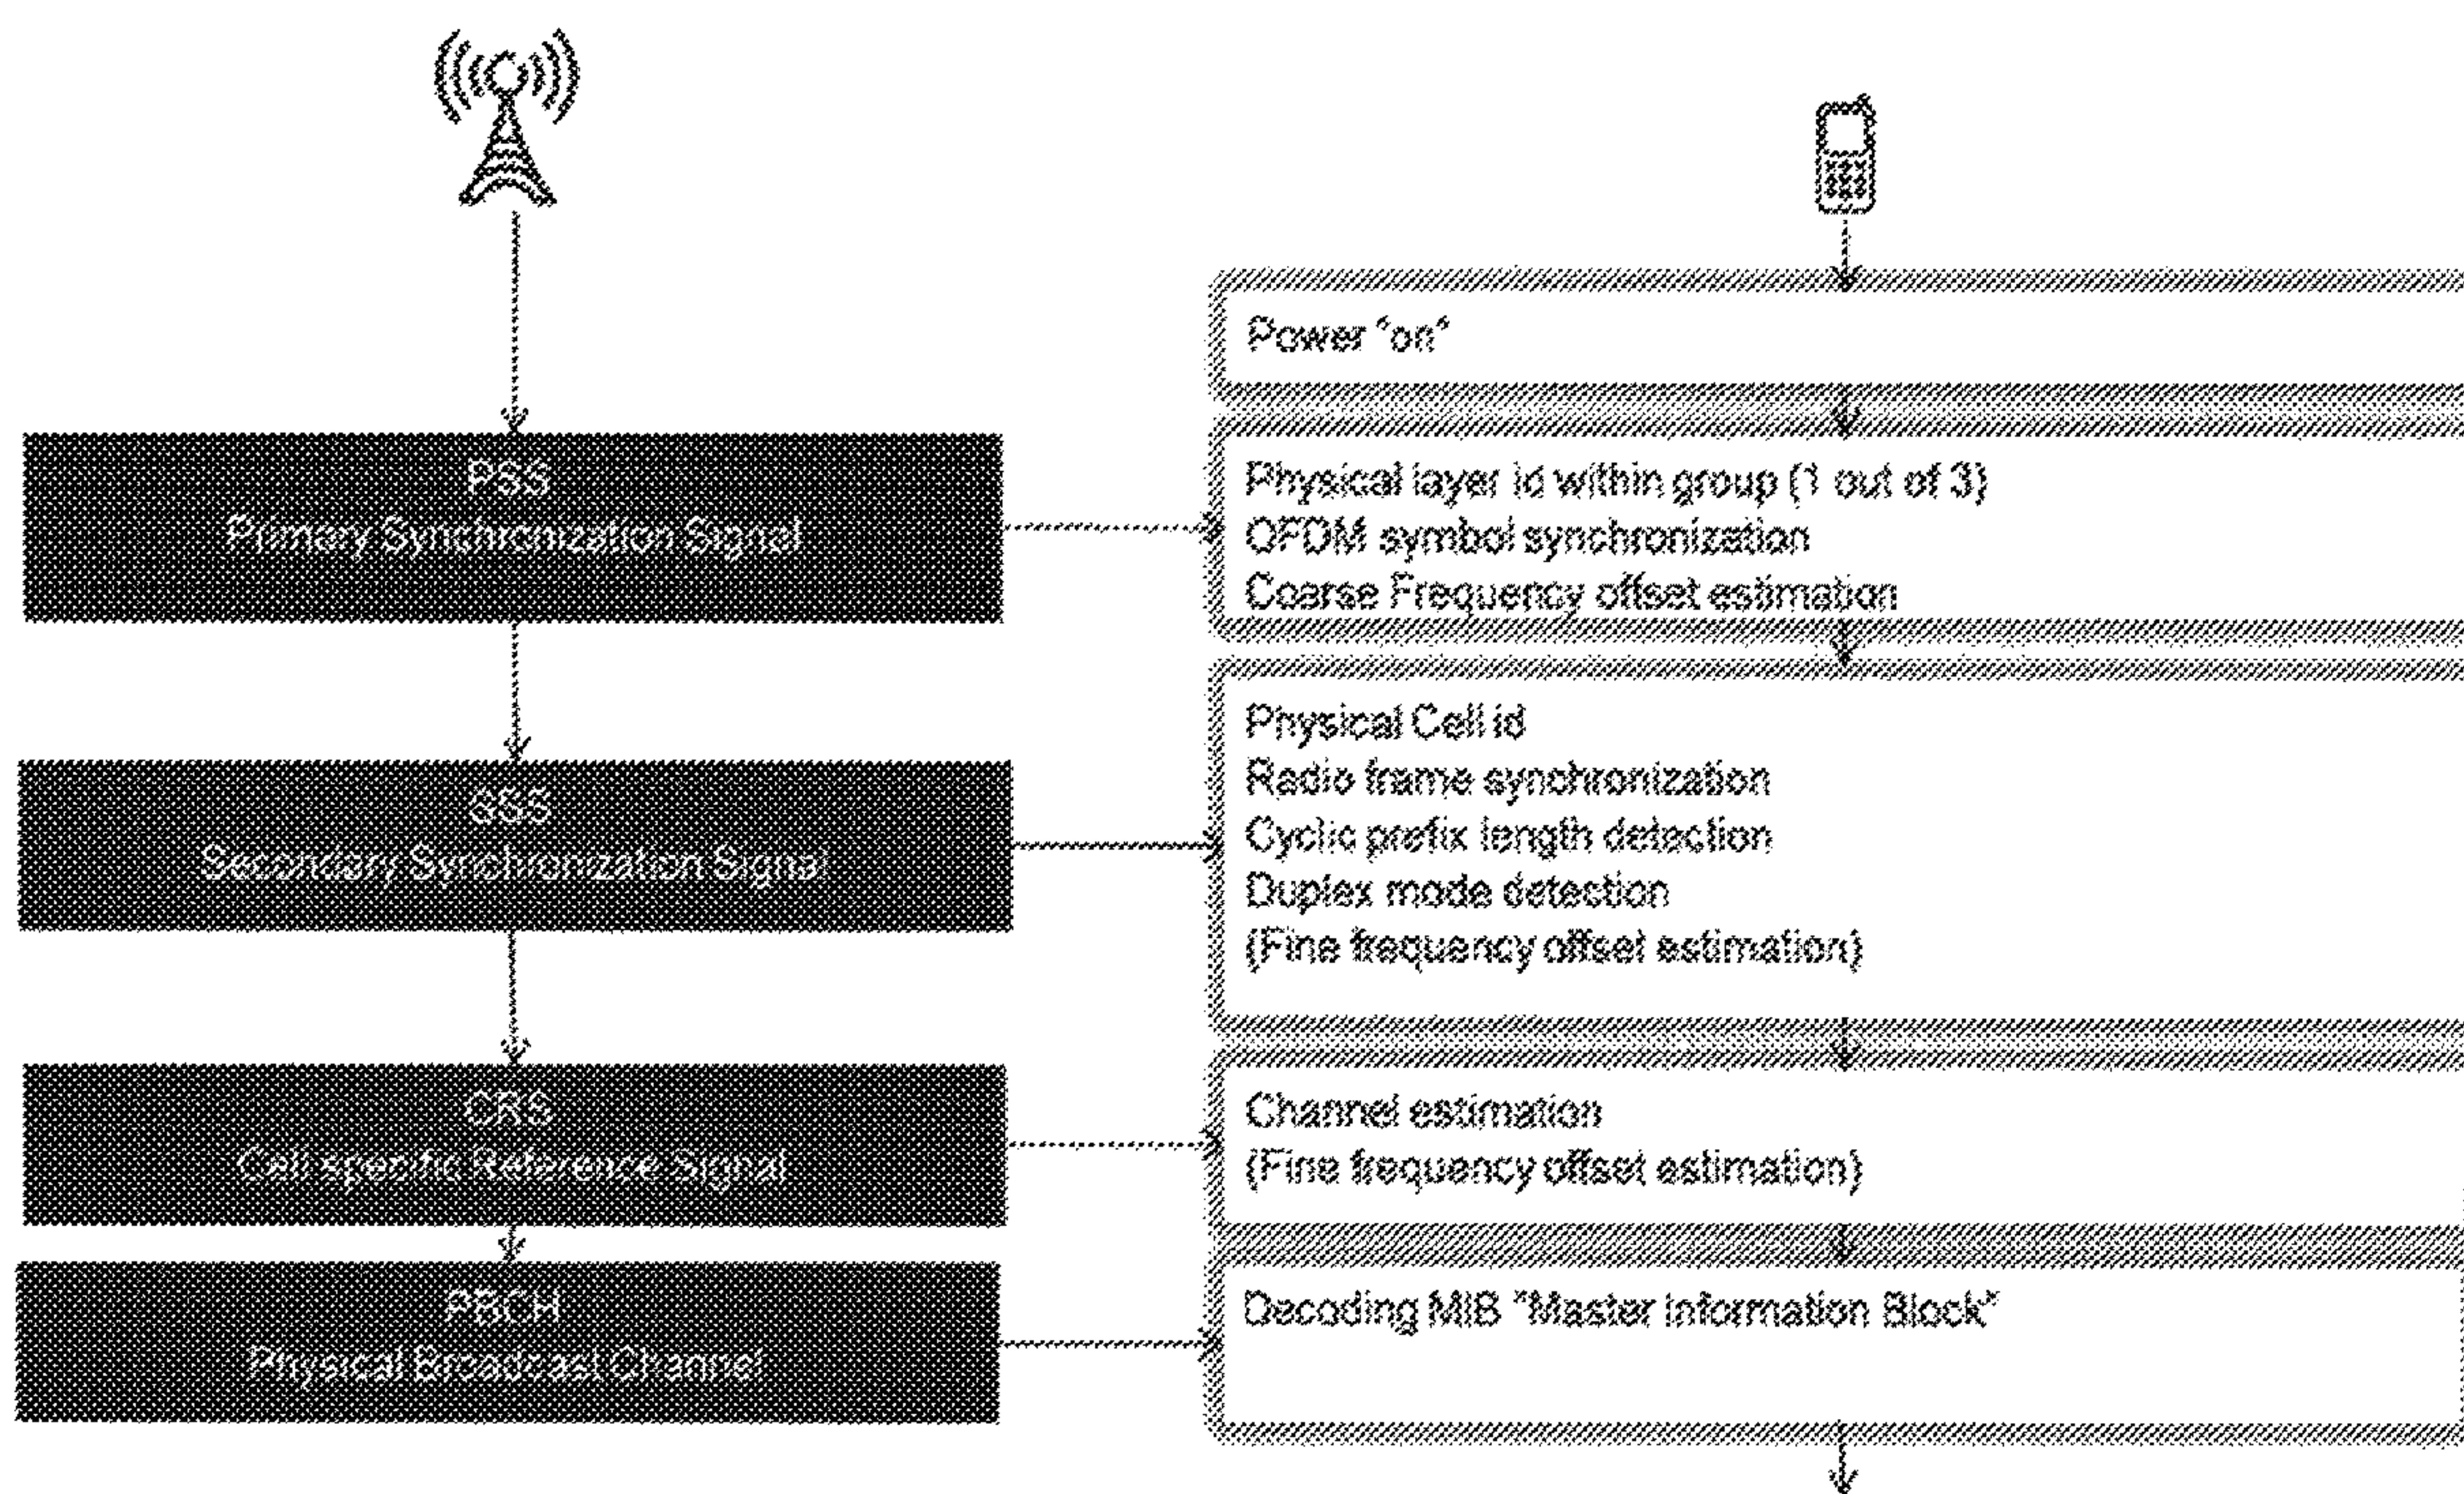 Power "on"
PSS
Primary Synchronization Signal
Physical layer id within group (1 out of 3)
OFDM symbol synchronization
Coarse Frequency offset estimation
SSS
Secondary Synchronization Signal
Physical Cell id
Radio frame synchronization
Cyclic prefix length detection
Duplex mode detection
(Fine frequency offset estimation)
CRS
Cell specific Reference Signal
Channel estimation
(Fine frequency offset estimation)
PBCH
Physical Broadcast Channel
Decoding MIB "Master Information Block"